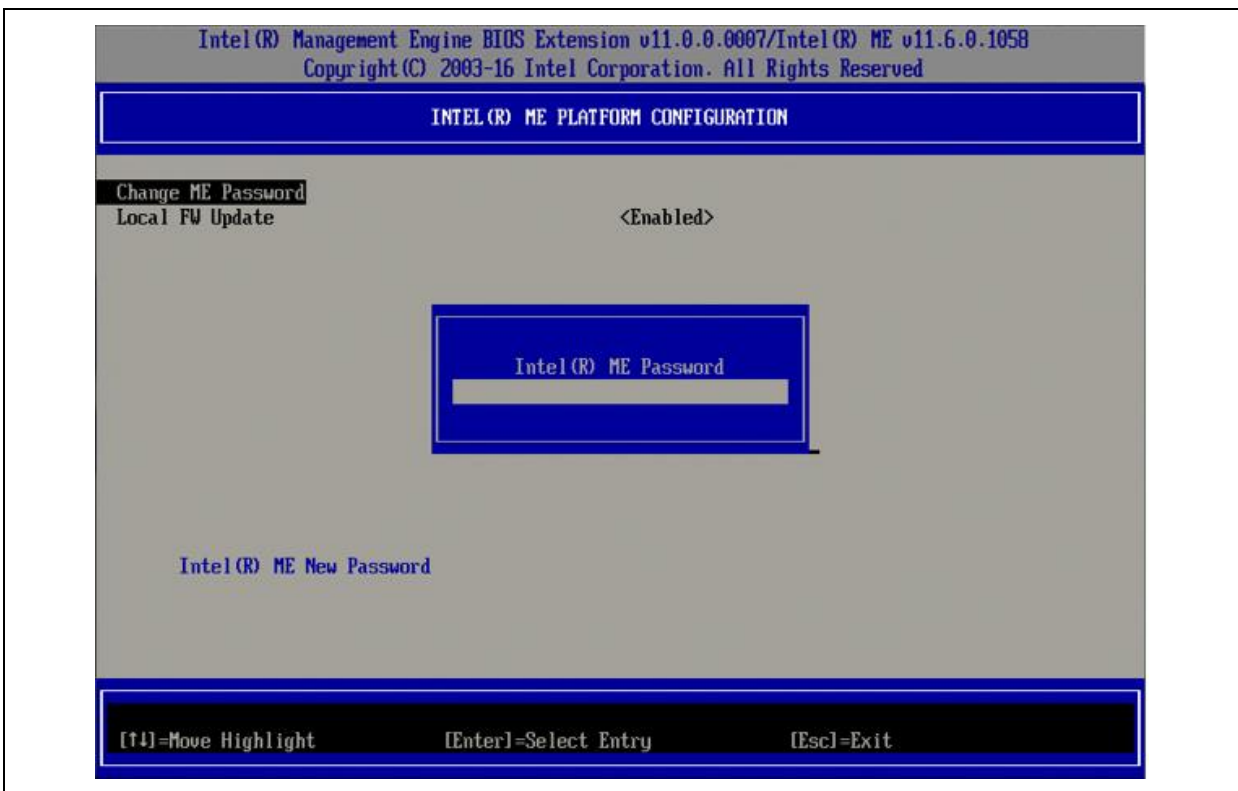 Intel(R) Management Engine BIOS Extension v11.0.0.0007/Intel(R) ME v11.6.0.1058
Copyright(C) 2003-16 Intel Corporation. All Rights Reserved
INTEL(R) ME PLATFORM CONFIGURATION
Change ME Password
Local FW Update <Enabled>
Intel(R) ME Password
Intel(R) ME New Password
[↑↓]=Move Highlight [Enter]=Select Entry [Esc]=Exit